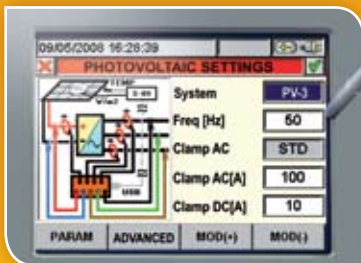 09/05/2008 16:28:39
PHOTOVOLTAIC SETTINGS
System PV-3
Freq [Hz] 50
Clamp AC STD
Clamp AC[A] 100
Clamp DC[A] 10
PARAM ADVANCED MOD(+) MOD(-)